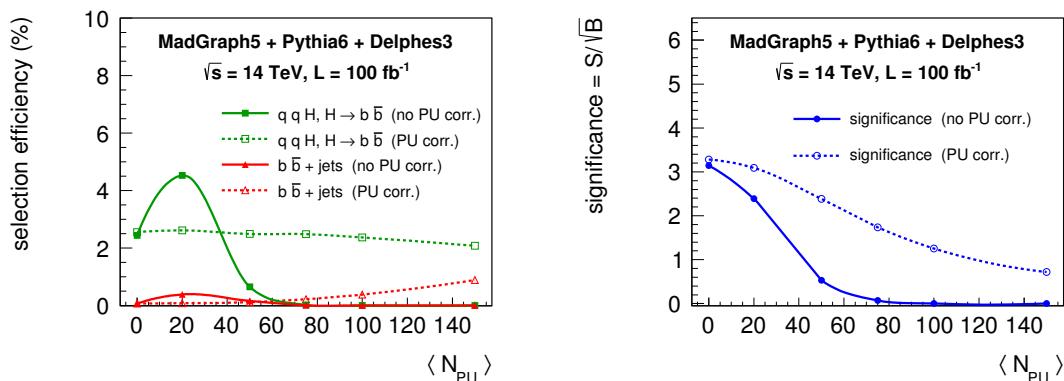 selection efficiency (%)
10
8
6
4
2
0
MadGraph5 + Pythia6 + Delphes3
√s = 14 TeV, L = 100 fb⁻¹
q q H, H → b b̅ (no PU corr.)
q q H, H → b b̅ (PU corr.)
b b̅ + jets (no PU corr.)
b b̅ + jets (PU corr.)
0 20 40 60 80 100 120 140
⟨ N_PU ⟩
significance = S/√B
6
5
4
3
2
1
0
MadGraph5 + Pythia6 + Delphes3
√s = 14 TeV, L = 100 fb⁻¹
significance (no PU corr.)
significance (PU corr.)
0 20 40 60 80 100 120 140
⟨ N_PU ⟩